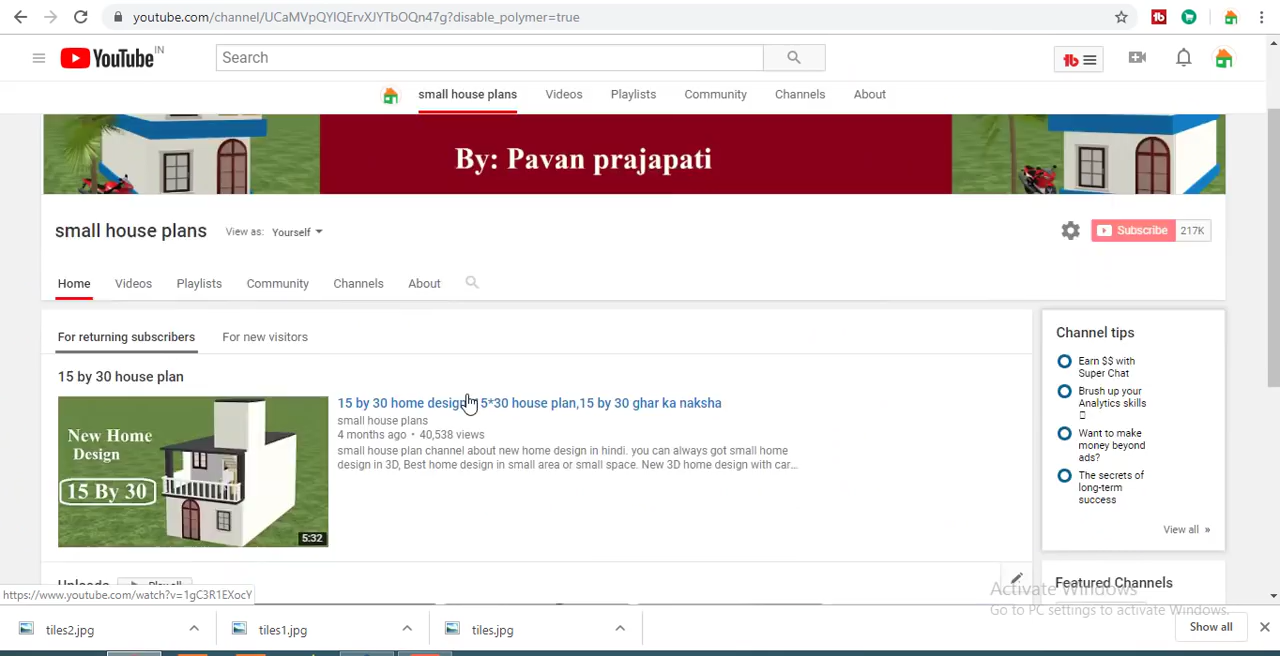 youtube.com/channel/UCaMVpQYIQErvXJYTbOQn47g?disable_polymer=true
YouTube IN
Search
small house plans Videos Playlists Community Channels About
By: Pavan prajapati
small house plans View as: Yourself
Subscribe 217K
Home Videos Playlists Community Channels About
For returning subscribers For new visitors
15 by 30 house plan
New Home
Design
15 By 30
5:32
15 by 30 home design, 15*30 house plan,15 by 30 ghar ka naksha
small house plans
4 months ago • 40,538 views
small house plan channel about new home design in hindi. you can always got small home
design in 3D, Best home design in small area or small space. New 3D home design with car...
Channel tips
Earn $$ with
Super Chat
Brush up your
Analytics skills
Want to make
money beyond
ads?
The secrets of
long-term
success
View all »
Uploads Play all
Featured Channels
Activate Windows
Go to PC settings to activate Windows.
https://www.youtube.com/watch?v=1gC3R1EXocY
tiles2.jpg tiles1.jpg tiles.jpg Show all